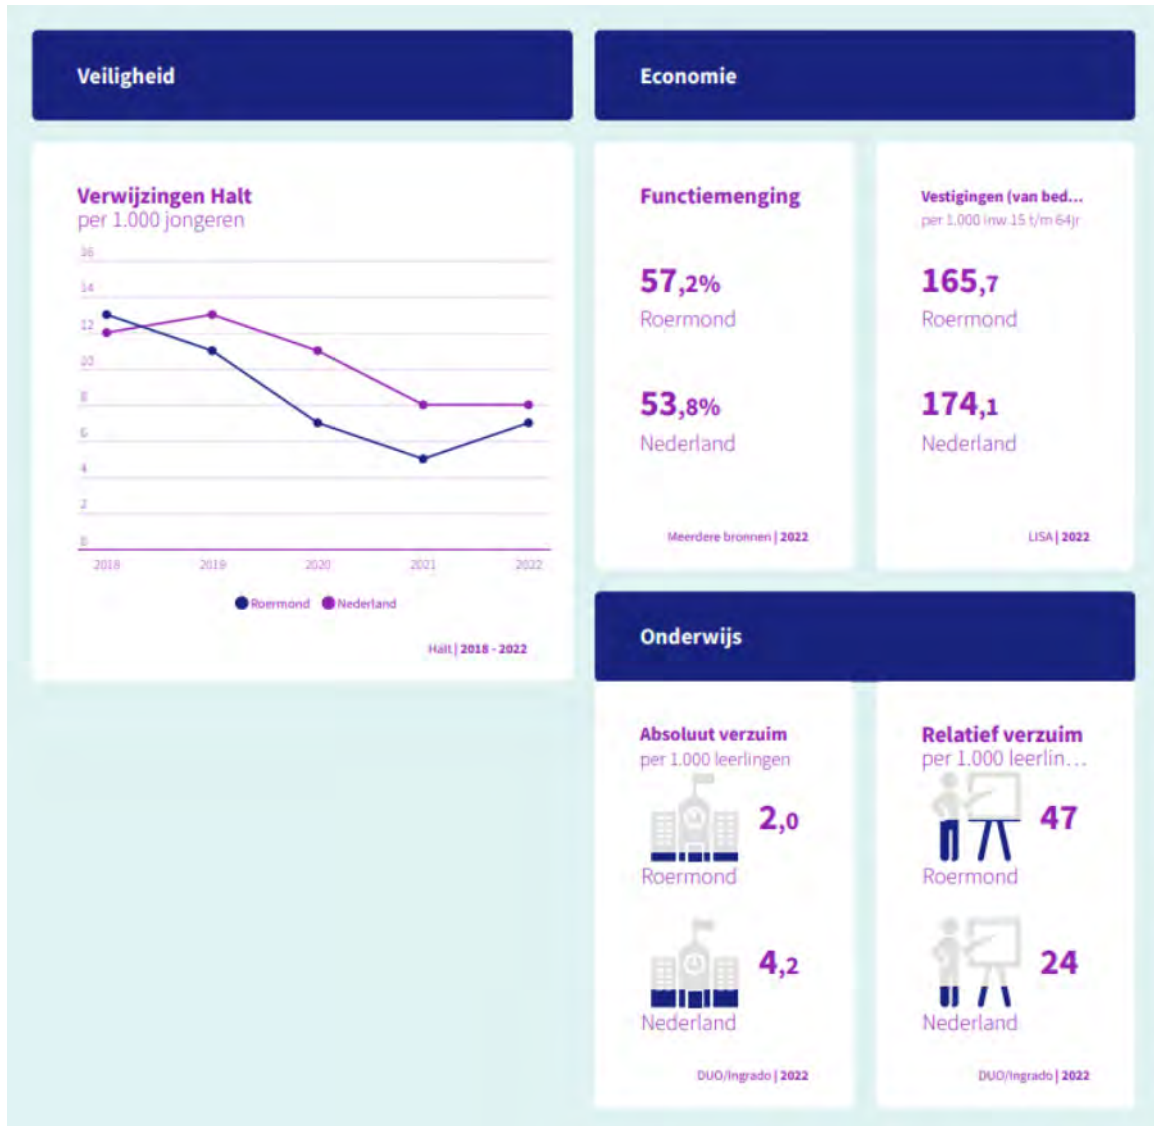 Veiligheid
Verwijzingen Halt
per 1.000 jongeren
16
14
12
10
8
6
4
2
0
2018 2019 2020 2021 2022
Roermond Nederland
Halt | 2018 - 2022
Economie
Functiemenging
57,2%
Roermond
53,8%
Nederland
Meerdere bronnen | 2022
Vestigingen (van bed...
per 1.000 inw 15 t/m 64jr
165,7
Roermond
174,1
Nederland
LISA | 2022
Onderwijs
Absoluut verzuim
per 1.000 leerlingen
2,0
Roermond
4,2
Nederland
DUO/Ingrado | 2022
Relatief verzuim
per 1.000 leerlin...
47
Roermond
24
Nederland
DUO/Ingrado | 2022